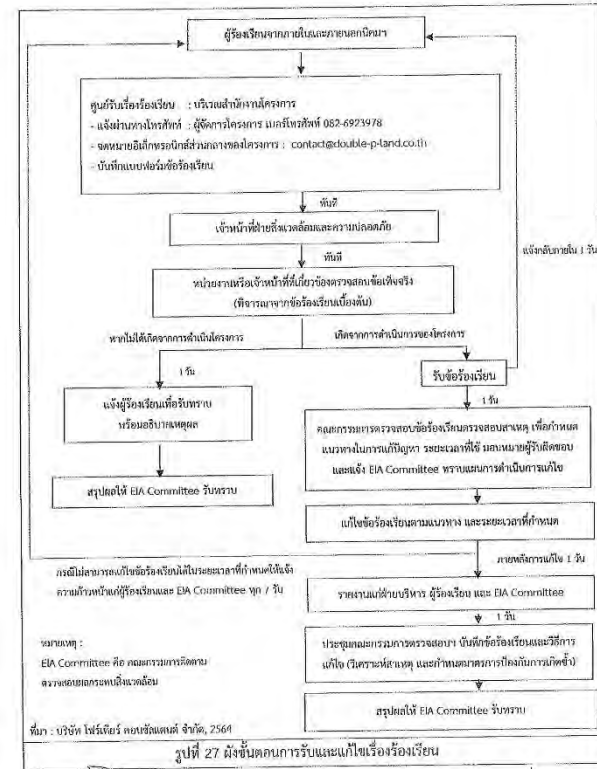 ผู้ร้องเรียนจากภายในและภายนอกนิคมฯ
ศูนย์รับเรื่องร้องเรียน : บริเวณสำนักงานโครงการ
- แจ้งผ่านทางโทรศัพท์ : ผู้จัดการโครงการ เบอร์โทรศัพท์ 082-6923978
- จดหมายอิเล็กทรอนิกส์ส่วนกลางของโครงการ : contact@double-p-land.co.th
- บันทึกแบบฟอร์มข้อร้องเรียน
ทันที
เจ้าหน้าที่ฝ่ายสิ่งแวดล้อมและความปลอดภัย
ทันที
แจ้งกลับภายใน 1 วัน
หน่วยงานหรือเจ้าหน้าที่ที่เกี่ยวข้องตรวจสอบข้อเท็จจริง
(พิจารณาจากข้อร้องเรียนเบื้องต้น)
หากไม่ได้เกิดจากการดำเนินโครงการ
เกิดจากการดำเนินการของโครงการ
1 วัน
รับข้อร้องเรียน
1 วัน
แจ้งผู้ร้องเรียนเพื่อรับทราบ
พร้อมอธิบายเหตุผล
คณะกรรมการตรวจสอบข้อร้องเรียนตรวจสอบสาเหตุ เพื่อกำหนด
แนวทางในการแก้ปัญหา ระยะเวลาที่ใช้ มอบหมายผู้รับผิดชอบ
และแจ้ง EIA Committee ทราบแผนการดำเนินการแก้ไข
สรุปผลให้ EIA Committee รับทราบ
แก้ไขข้อร้องเรียนตามแนวทาง และระยะเวลาที่กำหนด
ภายหลังการแก้ไข 1 วัน
กรณีไม่สามารถแก้ไขข้อร้องเรียนได้ในระยะเวลาที่กำหนดให้แจ้ง
ความก้าวหน้าแก่ผู้ร้องเรียนและ EIA Committee ทุก 7 วัน
รายงานแก่ฝ่ายบริหาร ผู้ร้องเรียน และ EIA Committee
1 วัน
ประชุมคณะกรรมการตรวจสอบฯ บันทึกข้อร้องเรียนและวิธีการ
แก้ไข (วิเคราะห์สาเหตุ และกำหนดมาตรการป้องกันการเกิดซ้ำ)
หมายเหตุ :
EIA Committee คือ คณะกรรมการติดตาม
ตรวจสอบผลกระทบสิ่งแวดล้อม
สรุปผลให้ EIA Committee รับทราบ
ที่มา : บริษัท โฟร์เทียร์ คอนซัลแตนต์ จำกัด, 2564
รูปที่ 27 ผังขั้นตอนการรับและแก้ไขเรื่องร้องเรียน